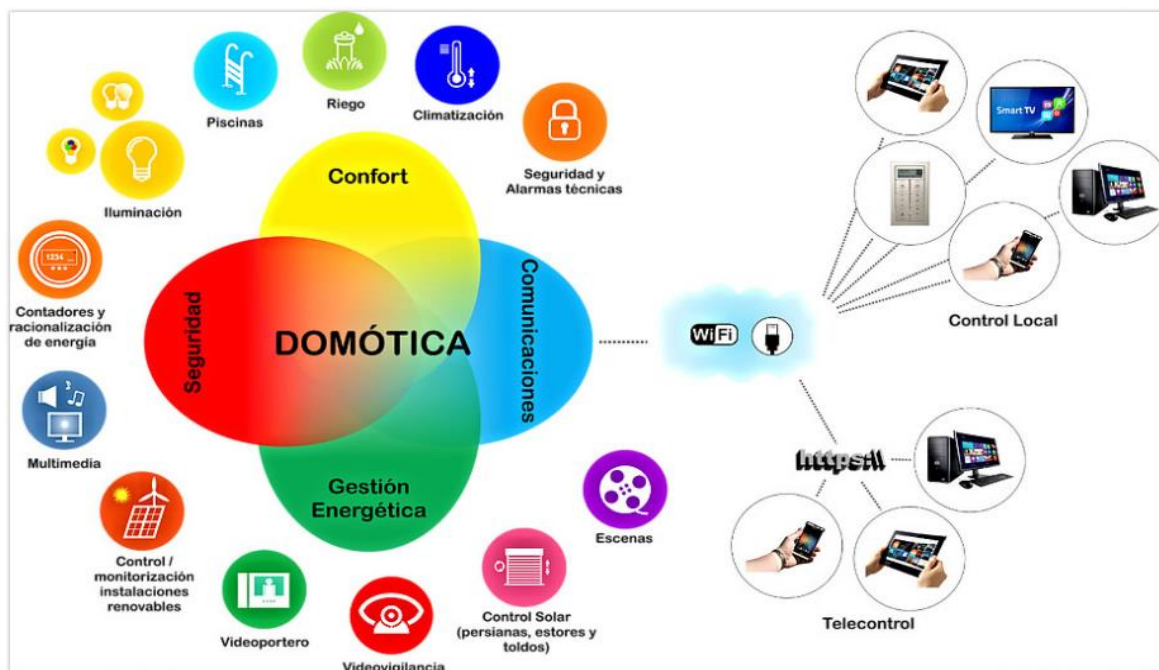 Piscinas
Riego
Climatización
Seguridad y
Alarmas técnicas
Iluminación
Contadores y
racionalización
de energía
1234
Multimedia
Control /
monitorización
instalaciones
renovables
Videoportero
Videovigilancia
Control Solar
(persianas, estores y
toldos)
Escenas
Confort
Seguridad
DOMÓTICA
Comunicaciones
Gestión
Energética
WiFi
Smart TV
Control Local
https:\\
Telecontrol